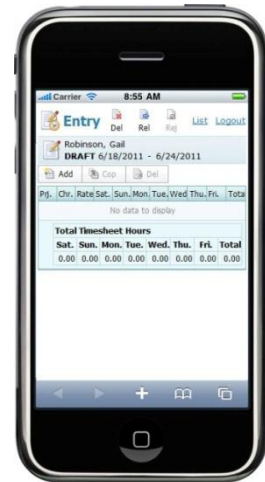 Carrier 8:55 AM
Entry Del Rel Rej List Logout
Robinson, Gail
DRAFT 6/18/2011 - 6/24/2011
Add Cop Del
Prj. Chr. Rate Sat. Sun. Mon. Tue. Wed Thu. Fri. Total
No data to display
Total Timesheet Hours
Sat. Sun. Mon. Tue. Wed. Thu. Fri. Total
0.00 0.00 0.00 0.00 0.00 0.00 0.00 0.00